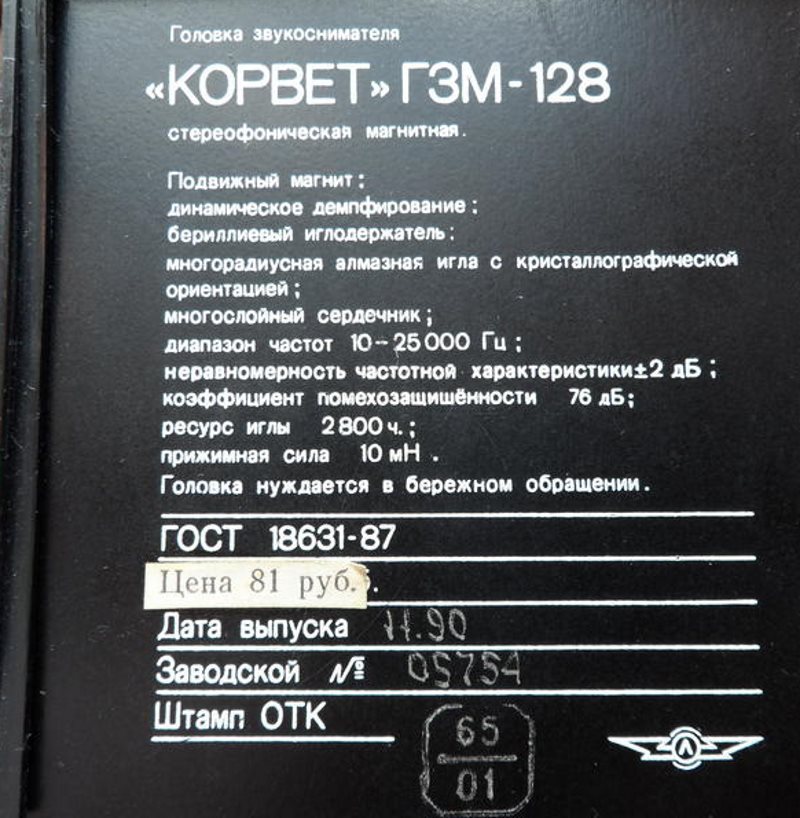 Головка звукоснимателя
«КОРВЕТ» ГЗМ-128
стереофоническая магнитная.
Подвижный магнит;
динамическое демпфирование;
бериллиевый иглодержатель;
многорадиусная алмазная игла с кристаллографической
ориентацией;
многослойный сердечник;
диапазон частот 10-25000 Гц;
неравномерность частотной характеристики ±2 дБ;
коэффициент помехозащишённости 76 дБ;
ресурс иглы 2800 ч.;
прижимная сила 10 мН.
Головка нуждается в бережном обращении.
ГОСТ 18631-87
Цена 81 руб.
Дата выпуска 11.90
Заводской № 05754
Штамп ОТК
65
01
Л